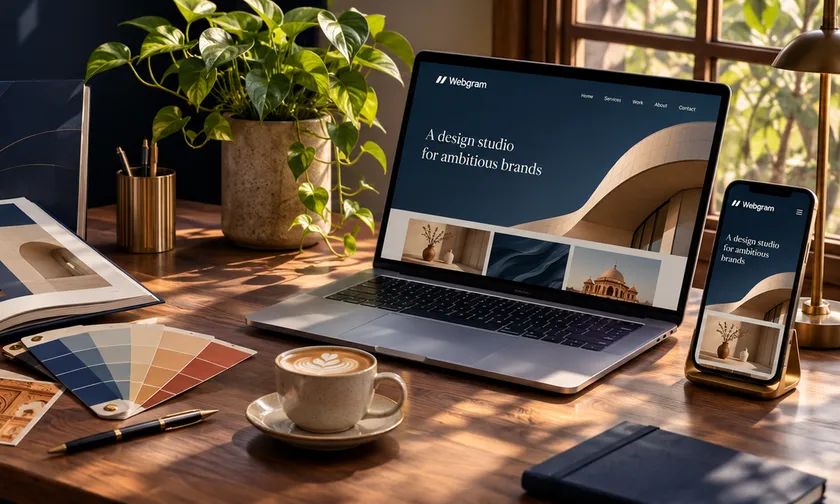 Webgram
Home Services Work About Contact
A design studio
for ambitious brands
Webgram
A design studio
for ambitious
brands